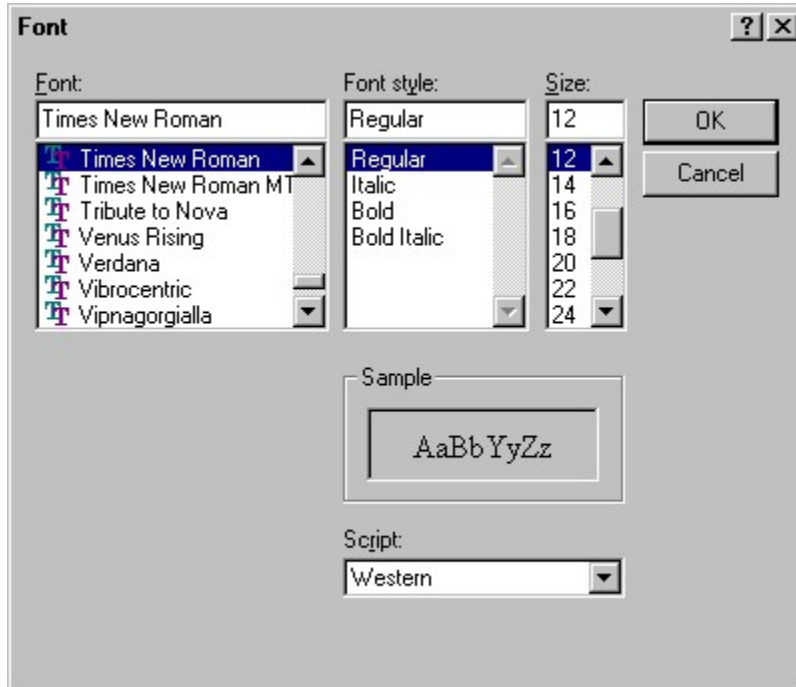 Font
Font:
Times New Roman
Times New Roman
Times New Roman MT
Tribute to Nova
Venus Rising
Verdana
Vibrocentric
Vipnagorgialla
Font style:
Regular
Regular
Italic
Bold
Bold Italic
Size:
12
12
14
16
18
20
22
24
OK
Cancel
Sample
AaBbYyZz
Script:
Western